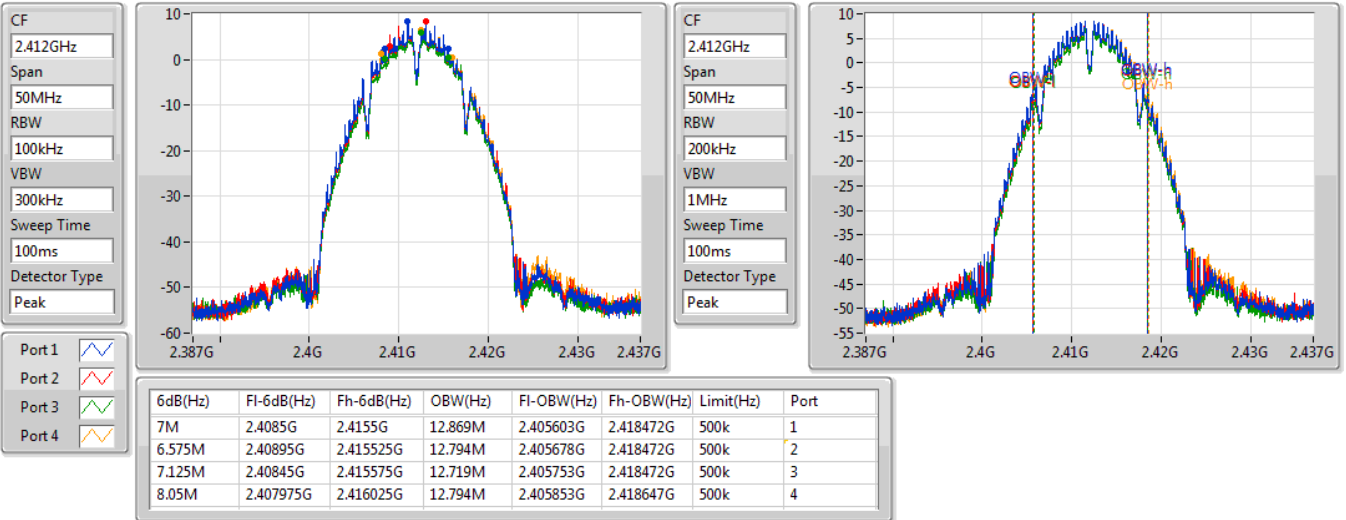 CF
2.412GHz
Span
50MHz
RBW
100kHz
VBW
300kHz
Sweep Time
100ms
Detector Type
Peak
10
0
-10
-20
-30
-40
-50
-60
2.387G 2.4G 2.41G 2.42G 2.43G 2.437G
CF
2.412GHz
Span
50MHz
RBW
200kHz
VBW
1MHz
Sweep Time
100ms
Detector Type
Peak
10
5
0
-5
-10
-15
-20
-25
-30
-35
-40
-45
-50
-55
OBW-l OBW-h
OBW-h
2.387G 2.4G 2.41G 2.42G 2.43G 2.437G
Port 1
Port 2
Port 3
Port 4
6dB(Hz) Fl-6dB(Hz) Fh-6dB(Hz) OBW(Hz) Fl-OBW(Hz) Fh-OBW(Hz) Limit(Hz) Port
7M 2.4085G 2.4155G 12.869M 2.405603G 2.418472G 500k 1
6.575M 2.40895G 2.415525G 12.794M 2.405678G 2.418472G 500k 2
7.125M 2.40845G 2.415575G 12.719M 2.405753G 2.418472G 500k 3
8.05M 2.407975G 2.416025G 12.794M 2.405853G 2.418647G 500k 4